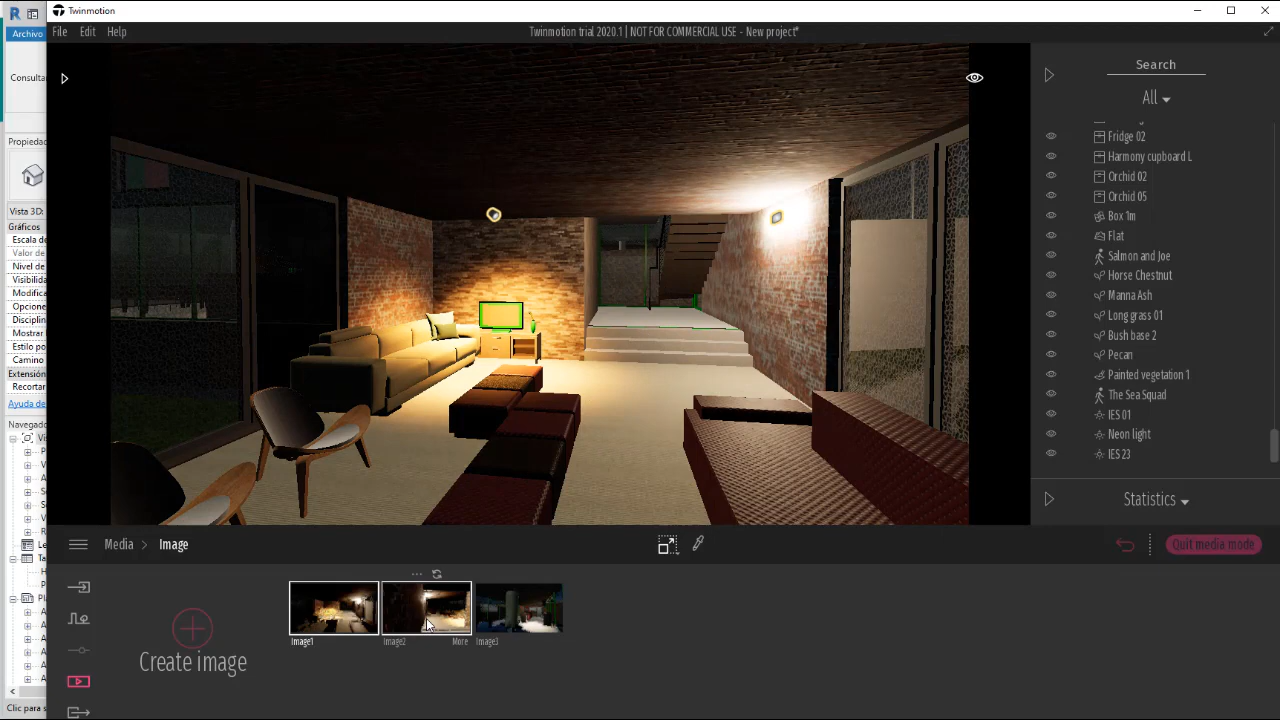 Twinmotion
File Edit Help
Twinmotion trial 2020.1 | NOT FOR COMMERCIAL USE - New project*
Archivo
Consultar
Propiedad
Vista 3D:
Gráficos
Escala de
Valor de
Nivel de
Visibilida
Modifica
Opcione
Disciplin
Mostrar
Estilo po
Camino
Extensión
Recortar
Ayuda de
Navegado
Clic para s
Search
All
Fridge 02
Harmony cupboard L
Orchid 02
Orchid 05
Box 1m
Flat
Salmon and Joe
Horse Chestnut
Manna Ash
Long grass 01
Bush base 2
Pecan
Painted vegetation 1
The Sea Squad
IES 01
Neon light
IES 23
Statistics
Media > Image
Quit media mode
Create image
Image1
Image2 More
Image3